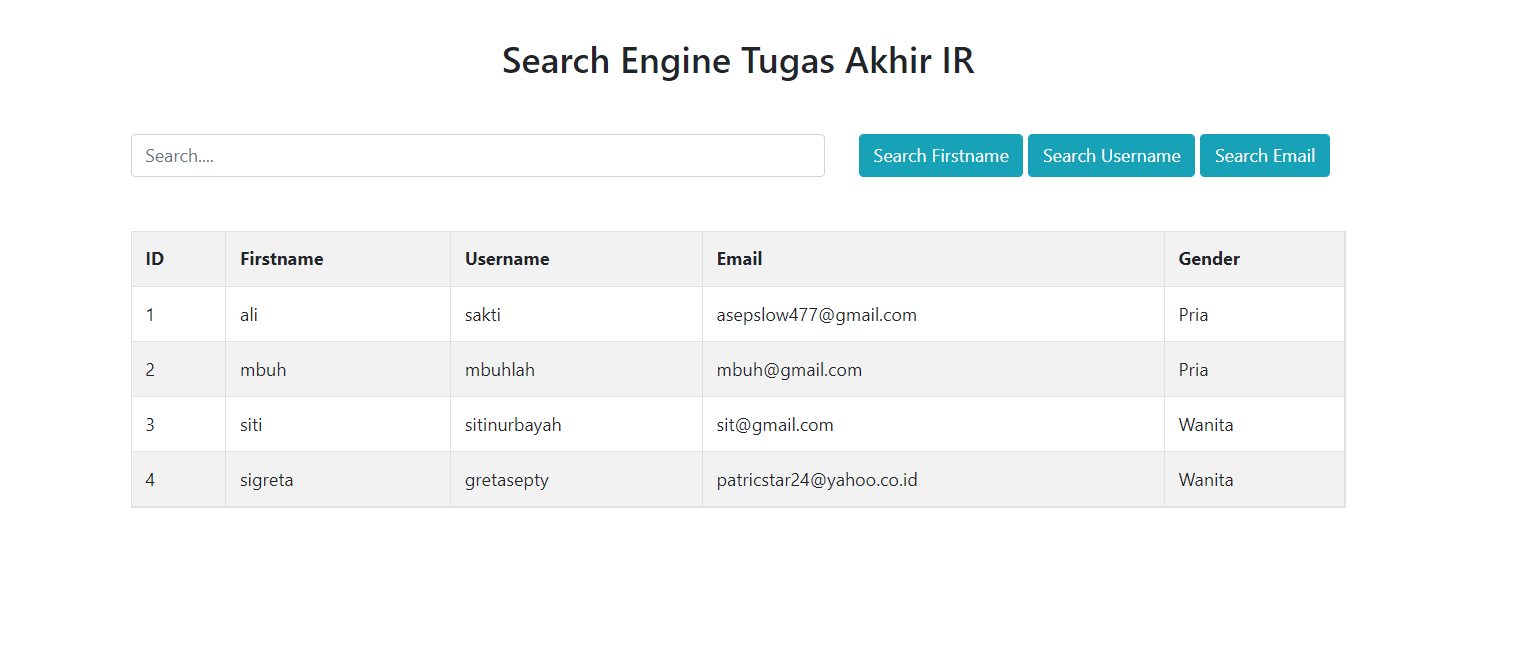 Search Engine Tugas Akhir IR
Search.... Search Firstname Search Username Search Email
ID Firstname Username Email Gender
1 ali sakti asepslow477@gmail.com Pria
2 mbuh mbuhlah mbuh@gmail.com Pria
3 siti sitinurbayah sit@gmail.com Wanita
4 sigreta gretasepty patricstar24@yahoo.co.id Wanita